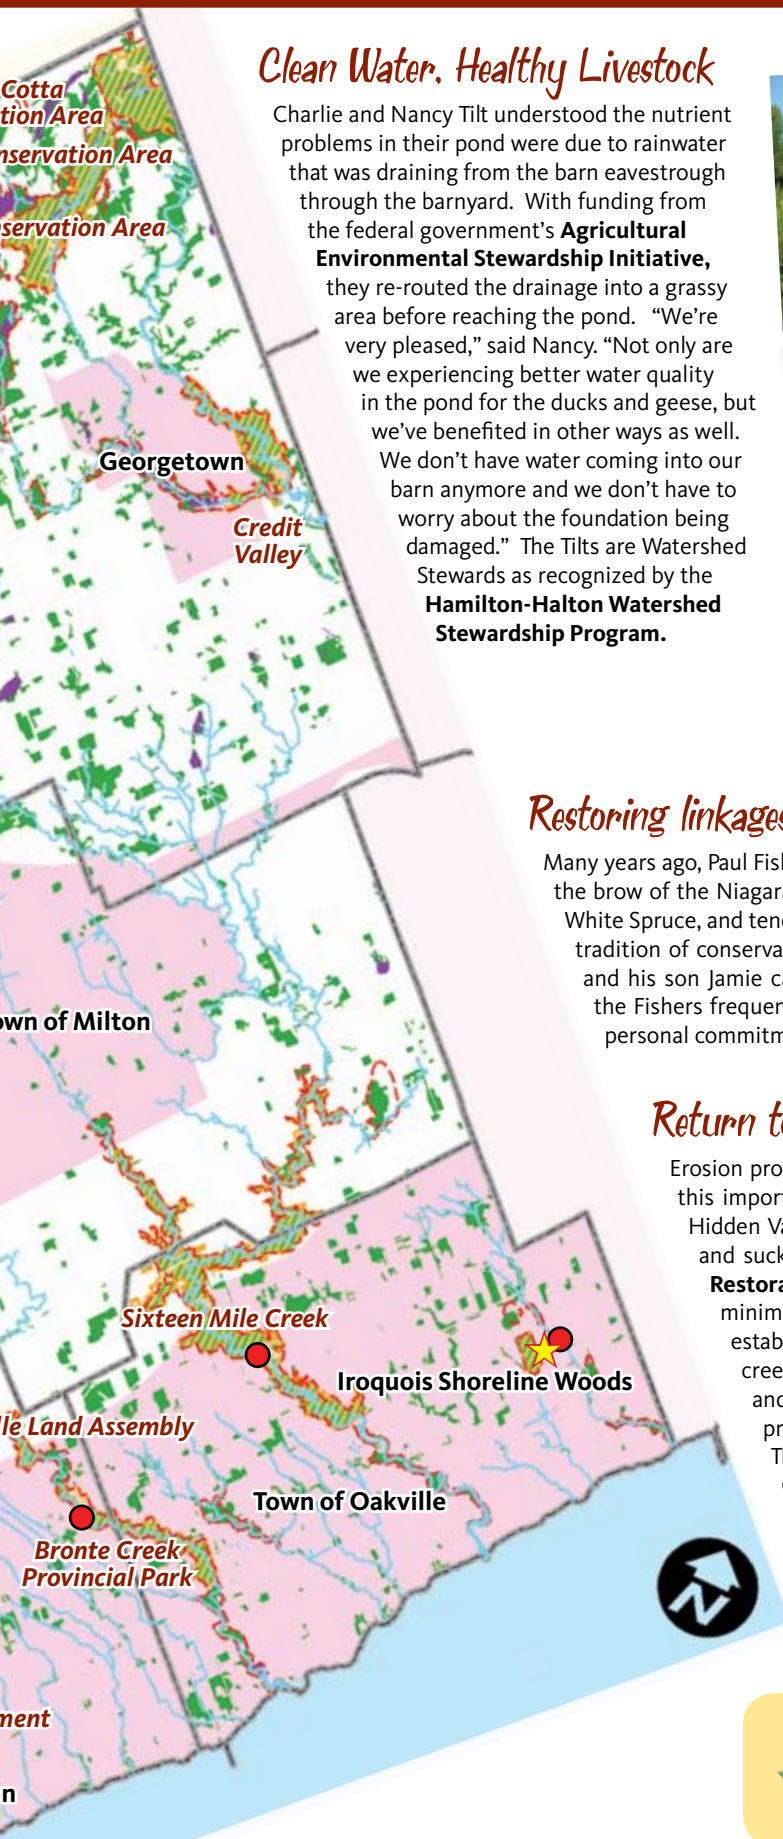 Clean Water, Healthy Livestock
Charlie and Nancy Tilt understood the nutrient
problems in their pond were due to rainwater
that was draining from the barn eavestrough
through the barnyard. With funding from
the federal government's Agricultural
Environmental Stewardship Initiative,
they re-routed the drainage into a grassy
area before reaching the pond. "We're
very pleased," said Nancy. "Not only are
we experiencing better water quality
in the pond for the ducks and geese, but
we've benefited in other ways as well.
We don't have water coming into our
barn anymore and we don't have to
worry about the foundation being
damaged." The Tilts are Watershed
Stewards as recognized by the
Hamilton-Halton Watershed
Stewardship Program.
Restoring linkages
Many years ago, Paul Fish
the brow of the Niagar
White Spruce, and ten
tradition of conserva
and his son Jamie c
the Fishers frequen
personal commitm
Return t
Erosion pro
this impor
Hidden Va
and suck
Restora
minim
estab
cree
and
pr
T
Cotta
tion Area
nservation Area
servation Area
Georgetown
Credit
Valley
own of Milton
Sixteen Mile Creek
Iroquois Shoreline Woods
lle Land Assembly
Town of Oakville
Bronte Creek
Provincial Park
ment
n
N